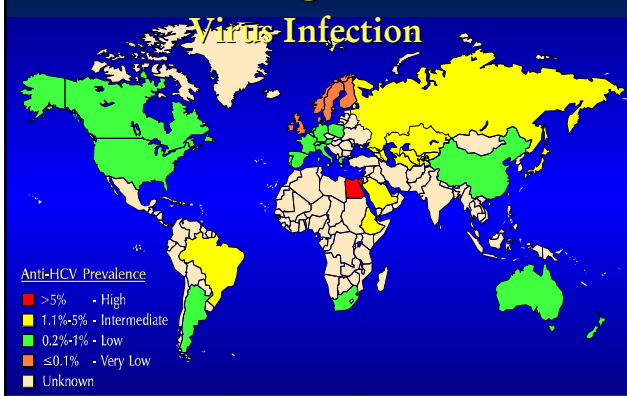 Virus Infection
Anti-HCV Prevalence
>5% - High
1.1%-5% - Intermediate
0.2%-1% - Low
≤0.1% - Very Low
Unknown